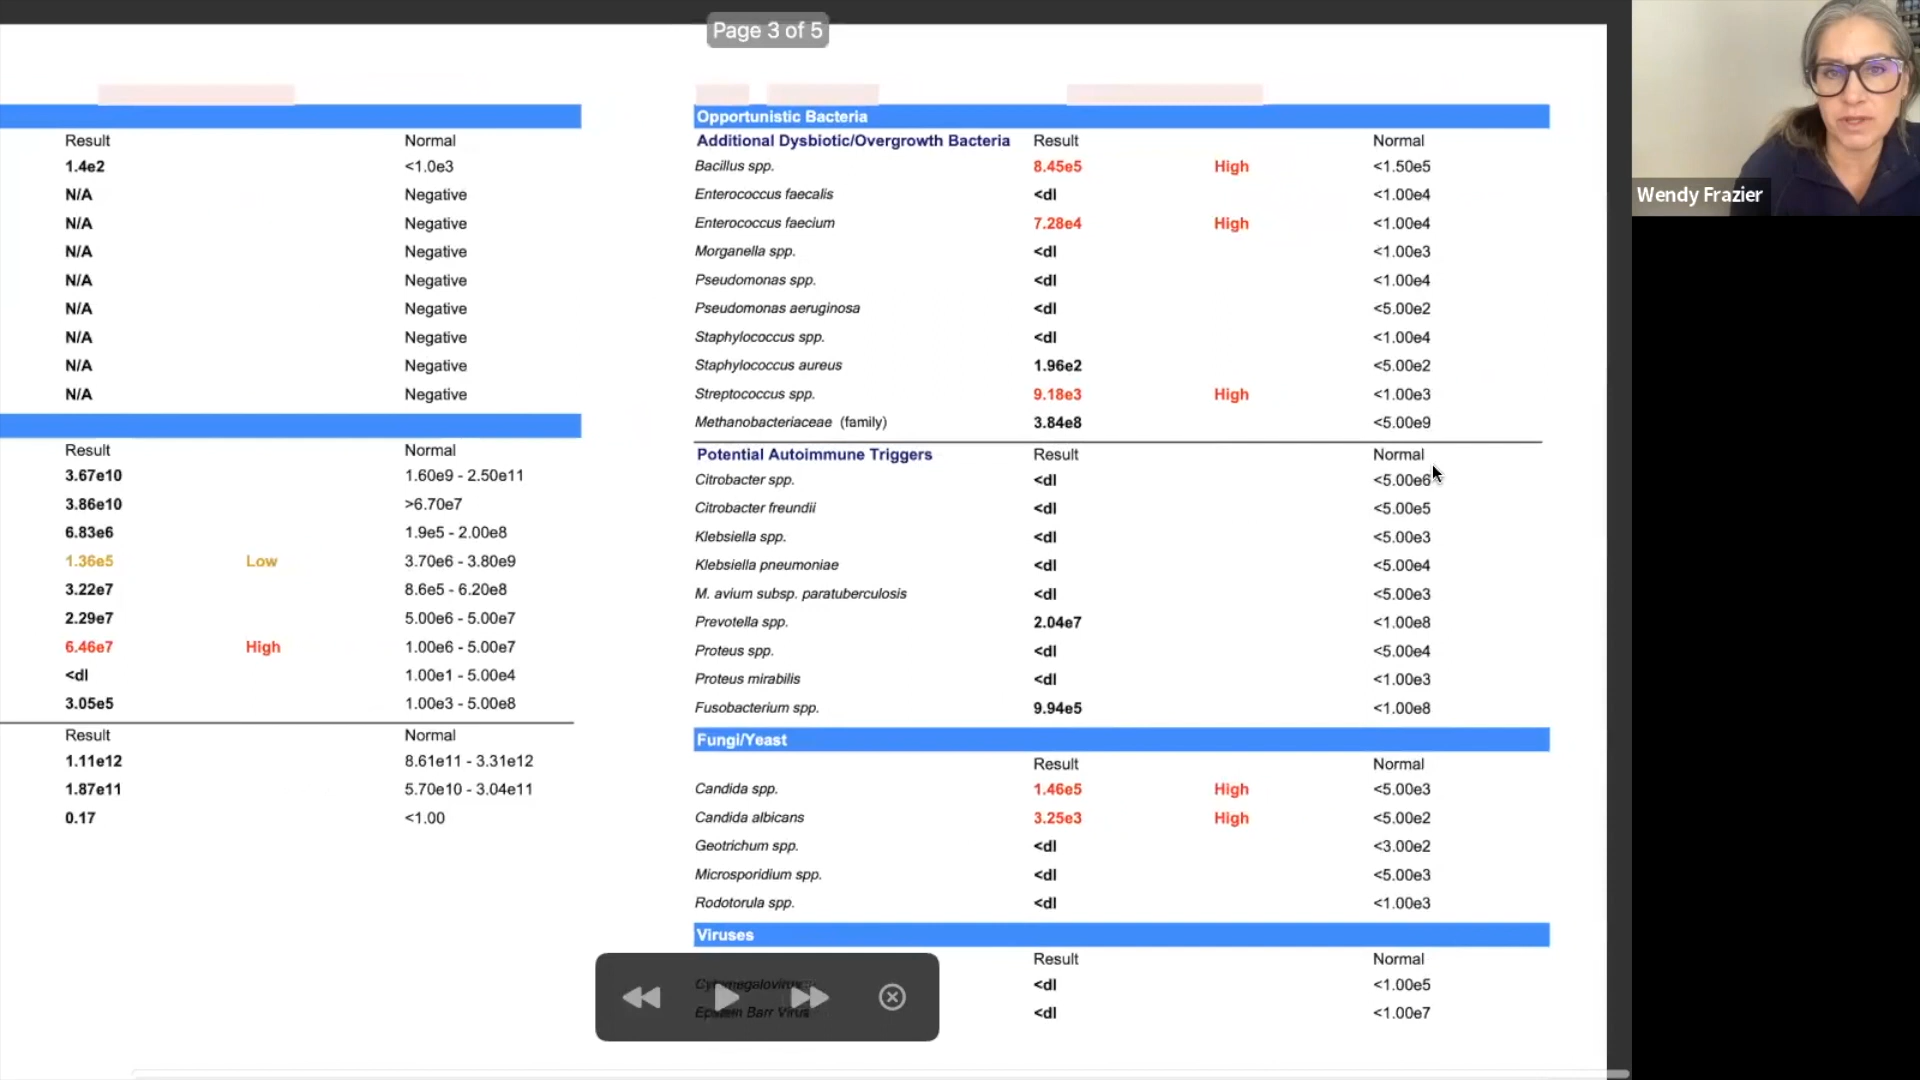 Page 3 of 5
Result Normal
1.4e2 <1.0e3
N/A Negative
N/A Negative
N/A Negative
N/A Negative
N/A Negative
N/A Negative
N/A Negative
N/A Negative
Result Normal
3.67e10 1.60e9 - 2.50e11
3.86e10 >6.70e7
6.83e6 1.9e5 - 2.00e8
1.36e5 Low 3.70e6 - 3.80e9
3.22e7 8.6e5 - 6.20e8
2.29e7 5.00e6 - 5.00e7
6.46e7 High 1.00e6 - 5.00e7
<dl 1.00e1 - 5.00e4
3.05e5 1.00e3 - 5.00e8
Result Normal
1.11e12 8.61e11 - 3.31e12
1.87e11 5.70e10 - 3.04e11
0.17 <1.00
Opportunistic Bacteria
Additional Dysbiotic/Overgrowth Bacteria Result Normal
Bacillus spp. 8.45e5 High <1.50e5
Enterococcus faecalis <dl <1.00e4
Enterococcus faecium 7.28e4 High <1.00e4
Morganella spp. <dl <1.00e3
Pseudomonas spp. <dl <1.00e4
Pseudomonas aeruginosa <dl <5.00e2
Staphylococcus spp. <dl <1.00e4
Staphylococcus aureus 1.96e2 <5.00e2
Streptococcus spp. 9.18e3 High <1.00e3
Methanobacteriaceae (family) 3.84e8 <5.00e9
Potential Autoimmune Triggers Result Normal
Citrobacter spp. <dl <5.00e6
Citrobacter freundii <dl <5.00e5
Klebsiella spp. <dl <5.00e3
Klebsiella pneumoniae <dl <5.00e4
M. avium subsp. paratuberculosis <dl <5.00e3
Prevotella spp. 2.04e7 <1.00e8
Proteus spp. <dl <5.00e4
Proteus mirabilis <dl <1.00e3
Fusobacterium spp. 9.94e5 <1.00e8
Fungi/Yeast
Result Normal
Candida spp. 1.46e5 High <5.00e3
Candida albicans 3.25e3 High <5.00e2
Geotrichum spp. <dl <3.00e2
Microsporidium spp. <dl <5.00e3
Rodotorula spp. <dl <1.00e3
Viruses
Result Normal
Cytomegalovirus <dl <1.00e5
Epstein Barr Virus <dl <1.00e7
Wendy Frazier